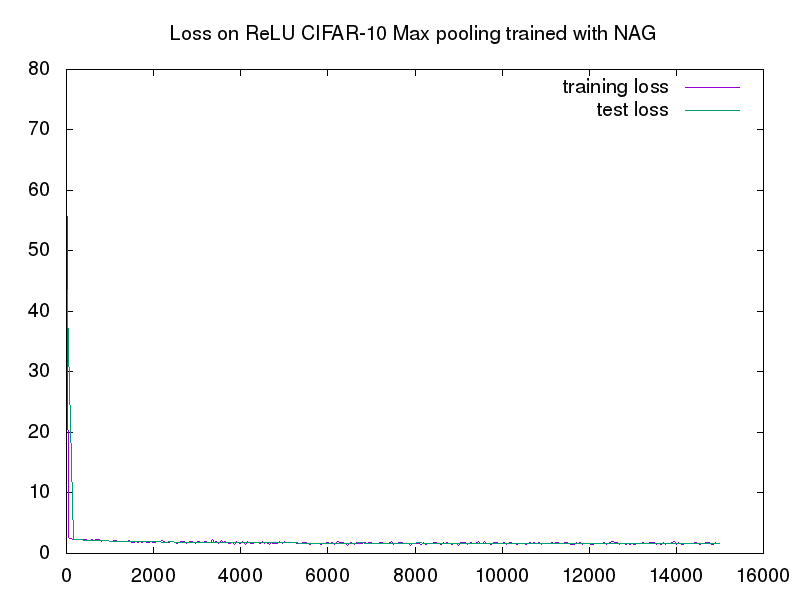 Loss on ReLU CIFAR-10 Max pooling trained with NAG
80
training loss
test loss
70
60
50
40
30
20
10
0
0 2000 4000 6000 8000 10000 12000 14000 16000